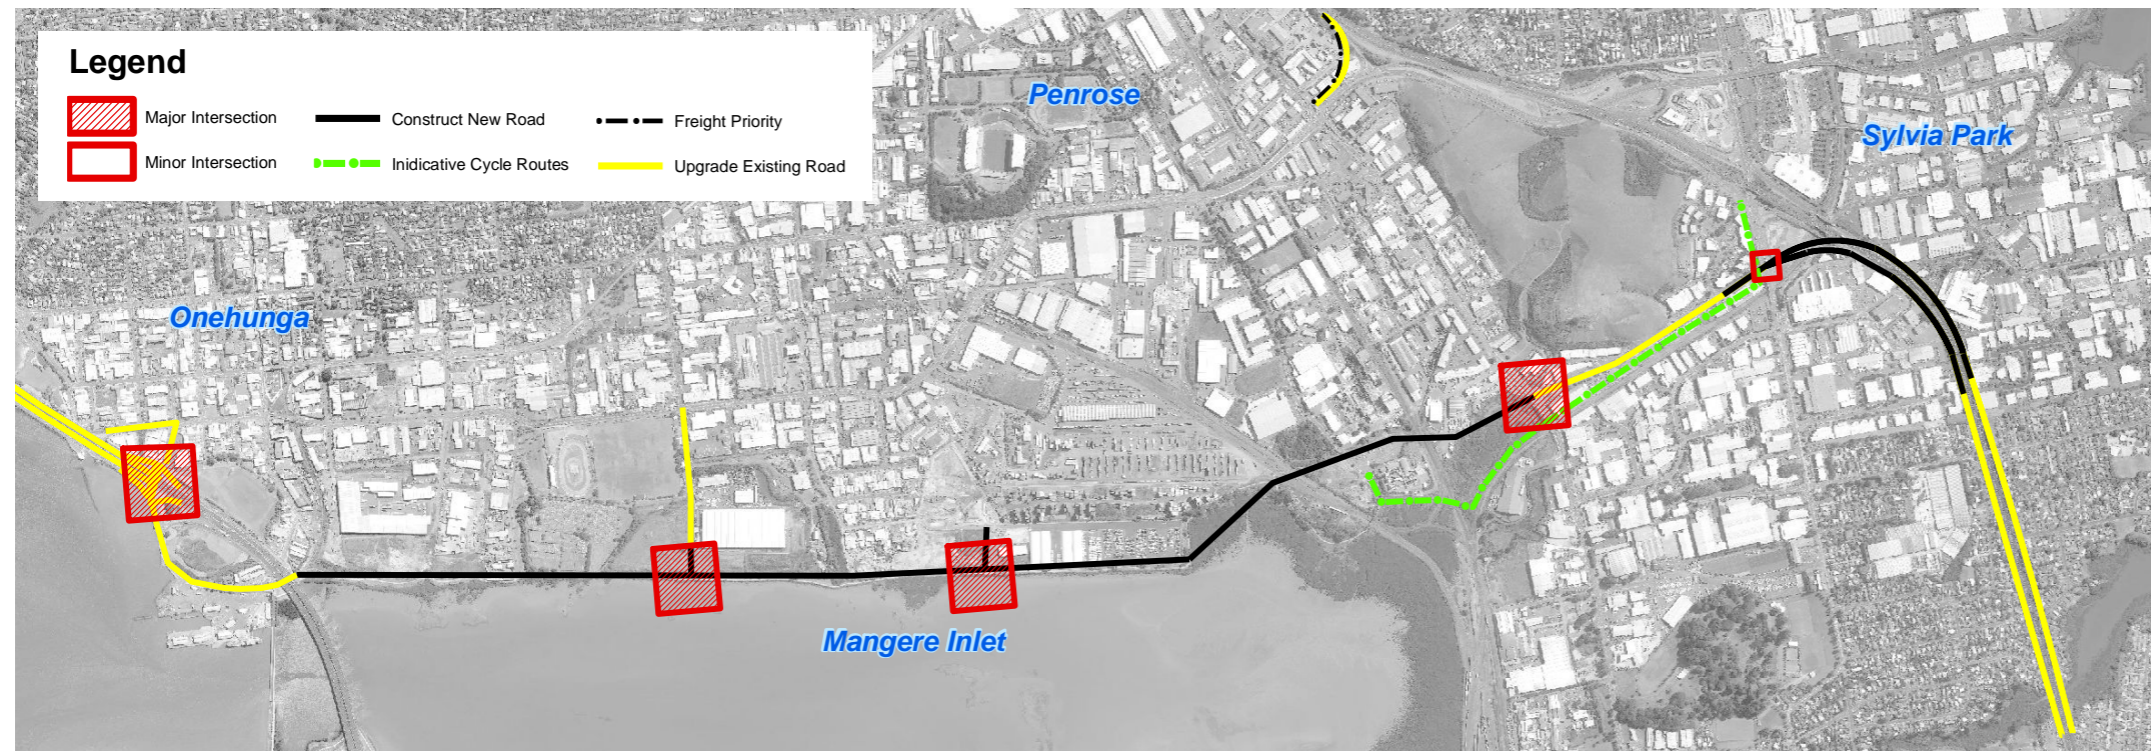 Legend
Major Intersection
Construct New Road
Freight Priority
Minor Intersection
Inidicative Cycle Routes
Upgrade Existing Road
Penrose
Sylvia Park
Onehunga
Mangere Inlet